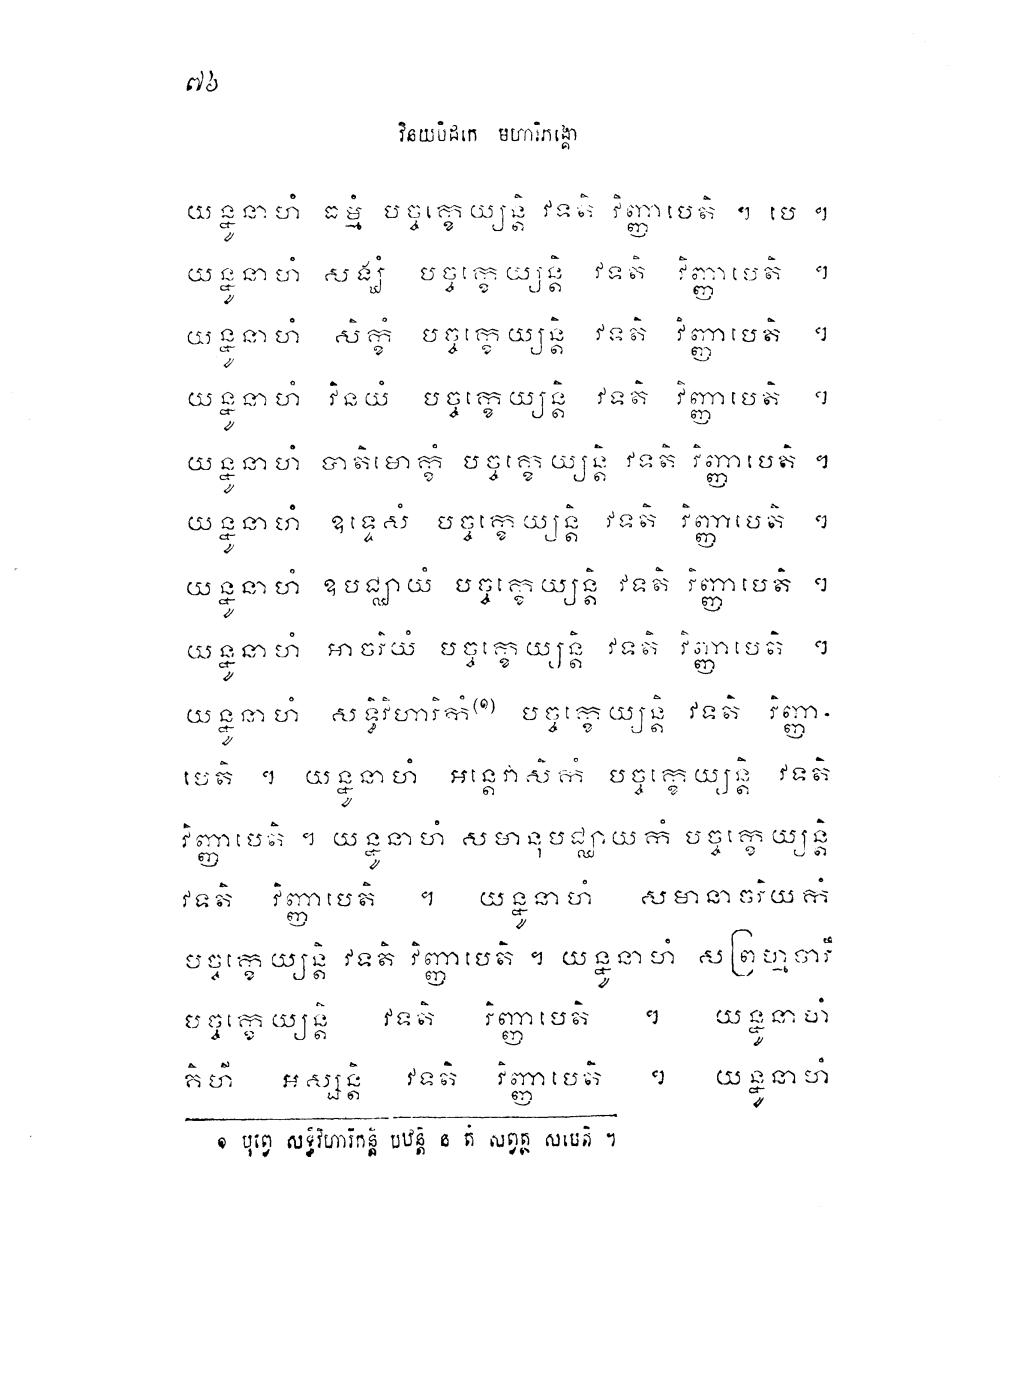 ៧៦
វិនយបិដកេ មហាវិភង្គោ
យន្នូនាហំ ធម្មំ បច្ចក្ខេយ្យន្តិ វទតិ វិញ្ញាបេតិ ។ បេ ។
យន្នូនាហំ សង្ឃំ បច្ចក្ខេយ្យន្តិ វទតិ វិញ្ញាបេតិ ។
យន្នូនាហំ សិក្ខំ បច្ចក្ខេយ្យន្តិ វទតិ វិញ្ញាបេតិ ។
យន្នូនាហំ វិនយំ បច្ចក្ខេយ្យន្តិ វទតិ វិញ្ញាបេតិ ។
យន្នូនាហំ បាតិមោក្ខំ បច្ចក្ខេយ្យន្តិ វទតិ វិញ្ញាបេតិ ។
យន្នូនាហំ ឧទ្ទេសំ បច្ចក្ខេយ្យន្តិ វទតិ វិញ្ញាបេតិ ។
យន្នូនាហំ ឧបជ្ឈាយំ បច្ចក្ខេយ្យន្តិ វទតិ វិញ្ញាបេតិ ។
យន្នូនាហំ អាចរិយំ បច្ចក្ខេយ្យន្តិ វទតិ វិញ្ញាបេតិ ។
យន្នូនាហំ សទ្ធិវិហារិកំ(១) បច្ចក្ខេយ្យន្តិ វទតិ វិញ្ញា-
បេតិ ។ យន្នូនាហំ អន្តេវាសិកំ បច្ចក្ខេយ្យន្តិ វទតិ
វិញ្ញាបេតិ ។ យន្នូនាហំ សមានុបជ្ឈាយកំ បច្ចក្ខេយ្យន្តិ
វទតិ វិញ្ញាបេតិ ។ យន្នូនាហំ សមានាចរិយកំ
បច្ចក្ខេយ្យន្តិ វទតិ វិញ្ញាបេតិ ។ យន្នូនាហំ សព្រហ្មចារឹ
បច្ចក្ខេយ្យន្តិ វទតិ វិញ្ញាបេតិ ។ យន្នូនាហំ
គិហី អស្សន្តិ វទតិ វិញ្ញាបេតិ ។ យន្នូនាហំ
១ បុព្វេ សទ្ធឹវិហារិកន្តិ បឋន្តិ ន តំ សព្វត្ថ សមេតិ ។